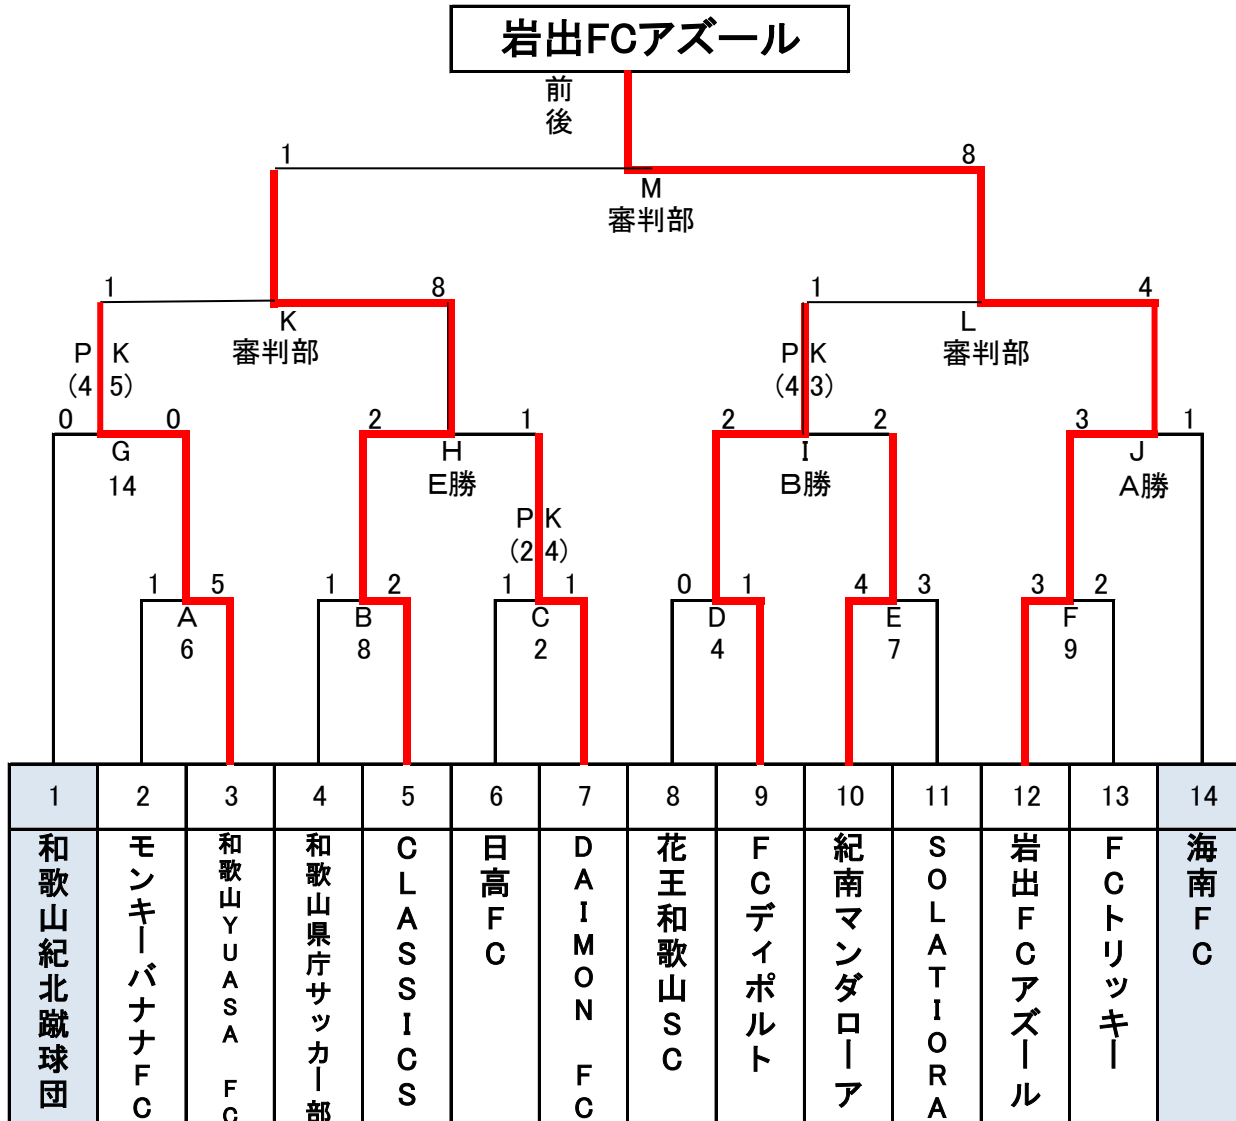 岩出FCアズール
前
後
1 8
M
審判部
1 8 1 4
K L
審判部 審判部
P K P K
(4 5) (4 3)
0 0 2 1 2 2 3 1
G H I J
14 E勝 B勝 A勝
P K
(2 4)
1 5 1 2 1 1 0 1 4 3 3 2
A B C D E F
6 8 2 4 7 9
1 2 3 4 5 6 7 8 9 10 11 12 13 14
和歌山紀北蹴球団
モンキーバナナFC
和歌山YUASA FC
和歌山県庁サッカー部
CLASSICS
日高FC
DAIMON FC
花王和歌山SC
FCディポルト
紀南マンダローア
SOLATIORA
岩出FCアズール
FCトリッキー
海南FC